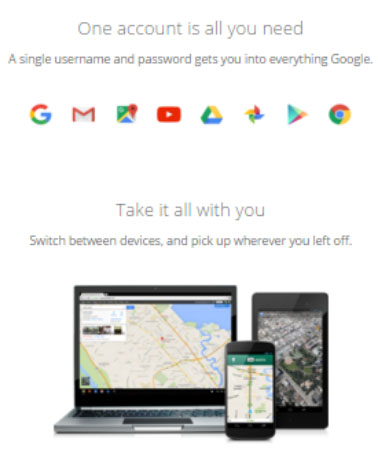 One account is all you need
A single username and password gets you into everything Google.
Take it all with you
Switch between devices, and pick up wherever you left off.